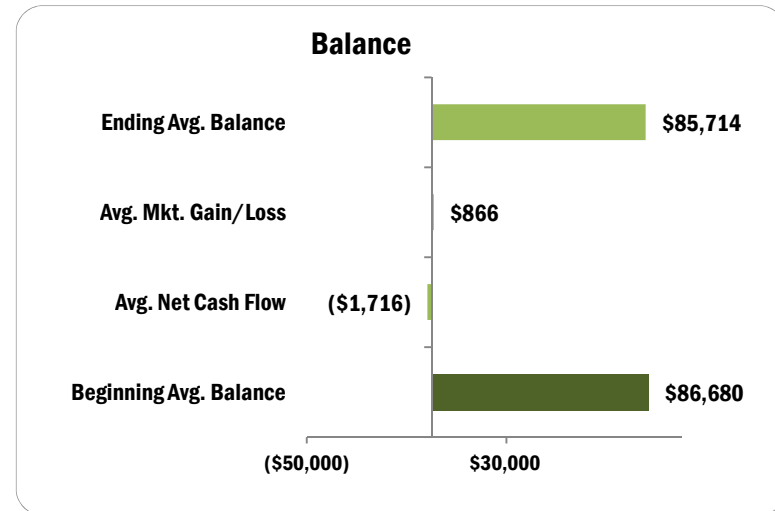 Balance
Ending Avg. Balance $85,714
Avg. Mkt. Gain/Loss $866
Avg. Net Cash Flow ($1,716)
Beginning Avg. Balance $86,680
($50,000) $30,000